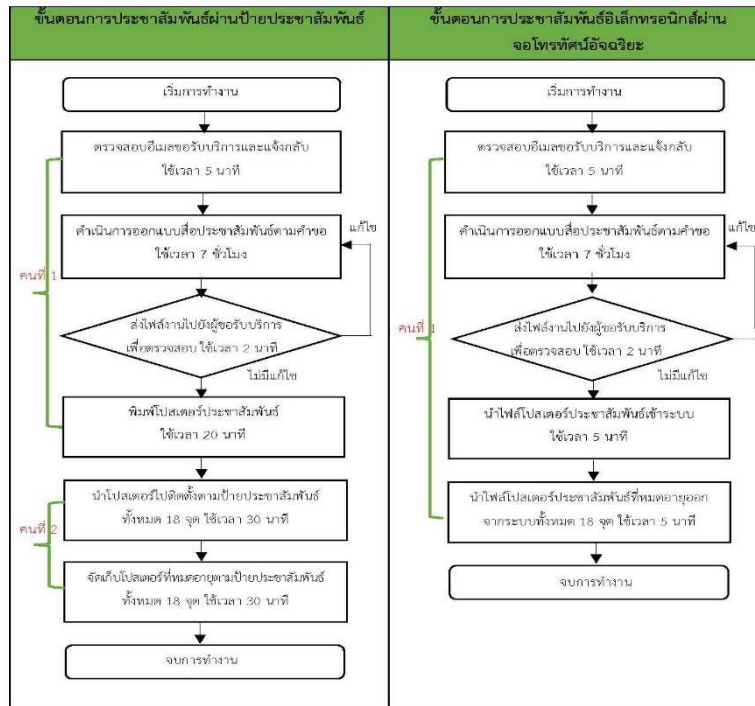 ขั้นตอนการประชาสัมพันธ์ผ่านป้ายประชาสัมพันธ์
เริ่มการทำงาน
ตรวจสอบอีเมลขอรับบริการและแจ้งกลับ
ใช้เวลา 5 นาที
ดำเนินการออกแบบสื่อประชาสัมพันธ์ตามคำขอ
ใช้เวลา 7 ชั่วโมง
แก้ไข
คนที่ 1
ส่งไฟล์งานไปยังผู้ขอรับบริการ
เพื่อตรวจสอบ ใช้เวลา 2 นาที
ไม่มีแก้ไข
พิมพ์โปสเตอร์ประชาสัมพันธ์
ใช้เวลา 20 นาที
นำโปสเตอร์ไปติดตั้งตามป้ายประชาสัมพันธ์
ทั้งหมด 18 จุด ใช้เวลา 30 นาที
คนที่ 2
จัดเก็บโปสเตอร์ที่หมดอายุตามป้ายประชาสัมพันธ์
ทั้งหมด 18 จุด ใช้เวลา 30 นาที
จบการทำงาน
ขั้นตอนการประชาสัมพันธ์อิเล็กทรอนิกส์ผ่าน
จอโทรทัศน์อัจฉริยะ
เริ่มการทำงาน
ตรวจสอบอีเมลขอรับบริการและแจ้งกลับ
ใช้เวลา 5 นาที
ดำเนินการออกแบบสื่อประชาสัมพันธ์ตามคำขอ
ใช้เวลา 7 ชั่วโมง
แก้ไข
คนที่ 1
ส่งไฟล์งานไปยังผู้ขอรับบริการ
เพื่อตรวจสอบ ใช้เวลา 2 นาที
ไม่มีแก้ไข
นำไฟล์โปสเตอร์ประชาสัมพันธ์เข้าระบบ
ใช้เวลา 5 นาที
นำไฟล์โปสเตอร์ประชาสัมพันธ์ที่หมดอายุออก
จากระบบทั้งหมด 18 จุด ใช้เวลา 5 นาที
จบการทำงาน